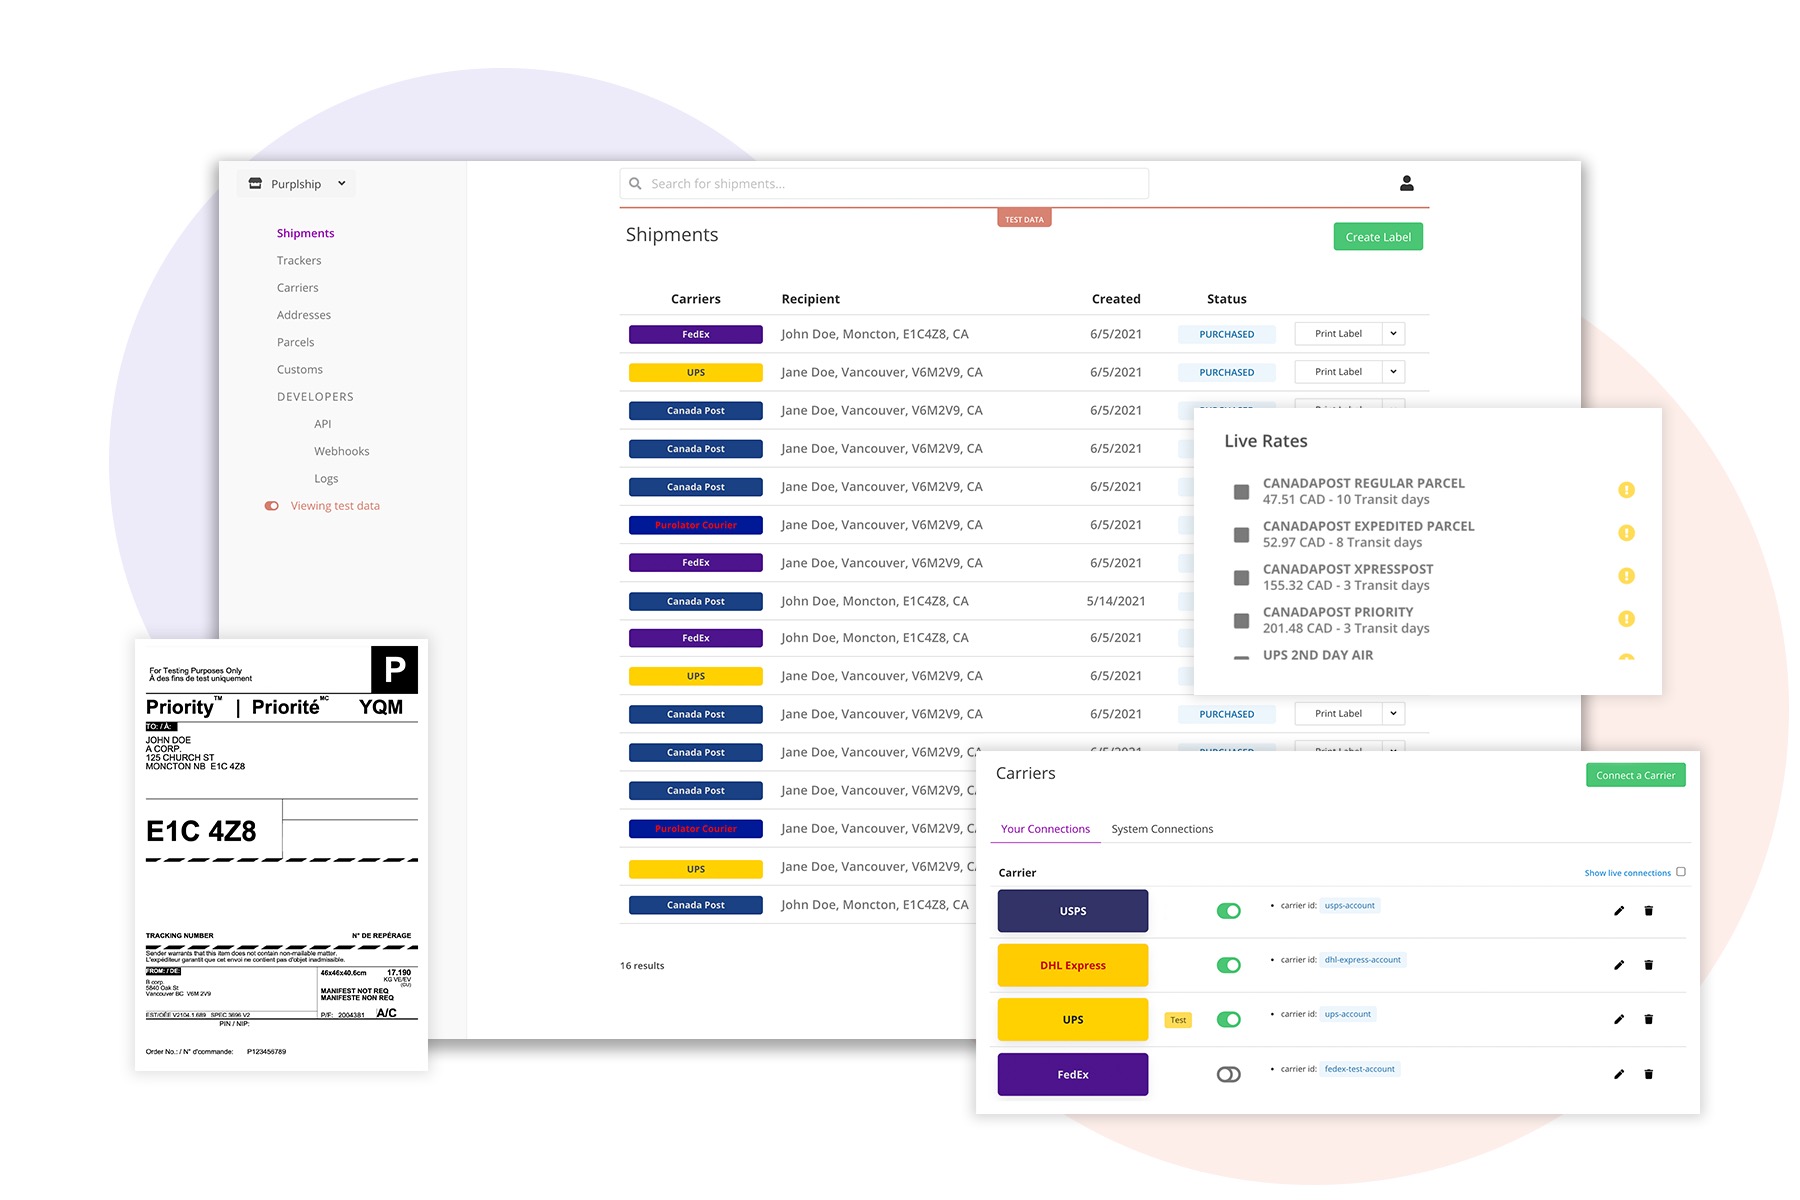 Purplship
Search for shipments...
TEST DATA
Shipments
Trackers
Carriers
Addresses
Parcels
Customs
DEVELOPERS
API
Webhooks
Logs
Viewing test data
Shipments
Create Label
Carriers Recipient Created Status
FedEx John Doe, Moncton, E1C4Z8, CA 6/5/2021 PURCHASED Print Label
UPS Jane Doe, Vancouver, V6M2V9, CA 6/5/2021 PURCHASED Print Label
Canada Post Jane Doe, Vancouver, V6M2V9, CA 6/5/2021
Canada Post Jane Doe, Vancouver, V6M2V9, CA 6/5/2021
Canada Post Jane Doe, Vancouver, V6M2V9, CA 6/5/2021
Purolator Courier Jane Doe, Vancouver, V6M2V9, CA 6/5/2021
FedEx Jane Doe, Vancouver, V6M2V9, CA 6/5/2021
Canada Post John Doe, Moncton, E1C4Z8, CA 5/14/2021
FedEx John Doe, Moncton, E1C4Z8, CA 6/5/2021
UPS Jane Doe, Vancouver, V6M2V9, CA 6/5/2021
Canada Post Jane Doe, Vancouver, V6M2V9, CA 6/5/2021 PURCHASED Print Label
Canada Post Jane Doe, Vancouver, V6M2V9, CA
Canada Post Jane Doe, Vancouver, V6M2V9,
Purolator Courier Jane Doe, Vancouver, V6M2V9,
UPS Jane Doe, Vancouver, V6M2V9,
Canada Post John Doe, Moncton, E1C4Z8, CA
16 results
Live Rates
CANADAPOST REGULAR PARCEL
47.51 CAD - 10 Transit days
CANADAPOST EXPEDITED PARCEL
52.97 CAD - 8 Transit days
CANADAPOST XPRESSPOST
155.32 CAD - 3 Transit days
CANADAPOST PRIORITY
201.48 CAD - 3 Transit days
UPS 2ND DAY AIR
Carriers
Connect a Carrier
Your Connections System Connections
Carrier Show live connections
USPS • carrier id: usps-account
DHL Express • carrier id: dhl-express-account
UPS Test • carrier id: ups-account
FedEx • carrier id: fedex-test-account
For Testing Purposes Only
À des fins de test uniquement
P
Priority™ | Priorité MC YQM
TO: / À:
JOHN DOE
A CORP.
125 CHURCH ST
MONCTON NB E1C 4Z8
E1C 4Z8
TRACKING NUMBER N° DE REPÉRAGE
Sender warrants that this item does not contain non-mailable matter.
L'expéditeur garantit que cet envoi ne contient pas d'objet inadmissible.
FROM: / DE:
B corp.
5840 Oak St
Vancouver BC V6M 2V9
46x46x40.6cm 17.190
KG VE/EV
(CU)
MANIFEST NOT REQ
MANIFESTE NON REQ
EST/OÉE V2104.1.689 SPEC.3696 V2
P/F: 2004381 A/C
PIN / NIP:
Order No.: / N° d'commande: P123456789